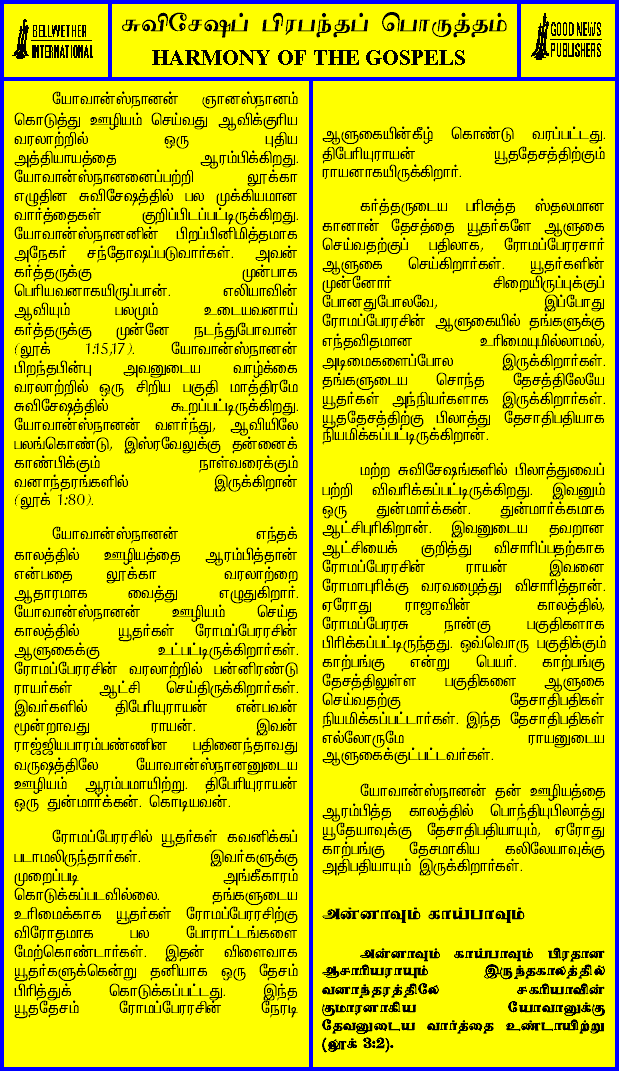 BELLWETHER
INTERNATIONAL
சுவிசேஷப் பிரபந்தப் பொருத்தம்
HARMONY OF THE GOSPELS
GOOD NEWS
PUBLISHERS
யோவான்ஸ்நானன் ஞானஸ்நானம்
கொடுத்து ஊழியம் செய்வது ஆவிக்குரிய
வரலாற்றில் ஒரு புதிய
அத்தியாயத்தை ஆரம்பிக்கிறது.
யோவான்ஸ்நானனைப்பற்றி லூக்கா
எழுதின சுவிசேஷத்தில் பல முக்கியமான
வார்த்தைகள் குறிப்பிடப்பட்டிருக்கிறது.
யோவான்ஸ்நானனின் பிறப்பினிமித்தமாக
அநேகர் சந்தோஷப்படுவார்கள். அவன்
கர்த்தருக்கு முன்பாக
பெரியவனாகயிருப்பான். எலியாவின்
ஆவியும் பலமும் உடையவனாய்
கர்த்தருக்கு முன்னே நடந்துபோவான்
(லூக் 1:15,17). யோவான்ஸ்நானன்
பிறந்தபின்பு அவனுடைய வாழ்க்கை
வரலாற்றில் ஒரு சிறிய பகுதி மாத்திரமே
சுவிசேஷத்தில் கூறப்பட்டிருக்கிறது.
யோவான்ஸ்நானன் வளர்ந்து, ஆவியிலே
பலங்கொண்டு, இஸ்ரவேலுக்கு தன்னைக்
காண்பிக்கும் நாள்வரைக்கும்
வனாந்தரங்களில் இருக்கிறான்
(லூக் 1:80).
யோவான்ஸ்நானன் எந்தக்
காலத்தில் ஊழியத்தை ஆரம்பித்தான்
என்பதை லூக்கா வரலாற்றை
ஆதாரமாக வைத்து எழுதுகிறார்.
யோவான்ஸ்நானன் ஊழியம் செய்த
காலத்தில் யூதர்கள் ரோமப்பேரரசின்
ஆளுகைக்கு உட்பட்டிருக்கிறார்கள்.
ரோமப்பேரரசின் வரலாற்றில் பன்னிரண்டு
ராயர்கள் ஆட்சி செய்திருக்கிறார்கள்.
இவர்களில் திபேரியுராயன் என்பவன்
மூன்றாவது ராயன். இவன்
ராஜ்ஜியபாரம்பண்ணின பதினைந்தாவது
வருஷத்திலே யோவான்ஸ்நானனுடைய
ஊழியம் ஆரம்பமாயிற்று. திபேரியுராயன்
ஒரு துன்மார்க்கன். கொடியவன்.
ரோமப்பேரரசில் யூதர்கள் கவனிக்கப்
படாமலிருந்தார்கள். இவர்களுக்கு
முறைப்படி அங்கீகாரம்
கொடுக்கப்படவில்லை. தங்களுடைய
உரிமைக்காக யூதர்கள் ரோமப்பேரரசிற்கு
விரோதமாக பல போராட்டங்களை
மேற்கொண்டார்கள். இதன் விளைவாக
யூதர்களுக்கென்று தனியாக ஒரு தேசம்
பிரித்துக் கொடுக்கப்பட்டது. இந்த
யூததேசம் ரோமப்பேரரசின் நேரடி
ஆளுகையின்கீழ் கொண்டு வரப்பட்டது.
திபேரியுராயன் யூததேசத்திற்கும்
ராயனாகயிருக்கிறார்.
கர்த்தருடைய பரிசுத்த ஸ்தலமான
கானான் தேசத்தை யூதர்களே ஆளுகை
செய்வதற்குப் பதிலாக, ரோமப்பேரரசார்
ஆளுகை செய்கிறார்கள். யூதர்களின்
முன்னோர் சிறையிருப்புக்குப்
போனதுபோலவே, இப்போது
ரோமப்பேரரசின் ஆளுகையில் தங்களுக்கு
எந்தவிதமான உரிமையுமில்லாமல்,
அடிமைகளைப்போல இருக்கிறார்கள்.
தங்களுடைய சொந்த தேசத்திலேயே
யூதர்கள் அந்நியர்களாக இருக்கிறார்கள்.
யூததேசத்திற்கு பிலாத்து தேசாதிபதியாக
நியமிக்கப்பட்டிருக்கிறான்.
மற்ற சுவிசேஷங்களில் பிலாத்துவைப்
பற்றி விவரிக்கப்பட்டிருக்கிறது. இவனும்
ஒரு துன்மார்க்கன். துன்மார்க்கமாக
ஆட்சிபுரிகிறான். இவனுடைய தவறான
ஆட்சியைக் குறித்து விசாரிப்பதற்காக
ரோமப்பேரரசின் ராயன் இவனை
ரோமாபுரிக்கு வரவழைத்து விசாரித்தான்.
ஏரோது ராஜாவின் காலத்தில்,
ரோமப்பேரரசு நான்கு பகுதிகளாக
பிரிக்கப்பட்டிருந்தது. ஒவ்வொரு பகுதிக்கும்
காற்பங்கு என்று பெயர். காற்பங்கு
தேசத்திலுள்ள பகுதிகளை ஆளுகை
செய்வதற்கு தேசாதிபதிகள்
நியமிக்கப்பட்டார்கள். இந்த தேசாதிபதிகள்
எல்லோருமே ராயனுடைய
ஆளுகைக்குட்பட்டவர்கள்.
யோவான்ஸ்நானன் தன் ஊழியத்தை
ஆரம்பித்த காலத்தில் பொந்தியுபிலாத்து
யூதேயாவுக்கு தேசாதிபதியாயும், ஏரோது
காற்பங்கு தேசமாகிய கலிலேயாவுக்கு
அதிபதியாயும் இருக்கிறார்கள்.
அன்னாவும் காய்பாவும்
அன்னாவும் காய்பாவும் பிரதான
ஆசாரியராயும் இருந்தகாலத்தில்
வனாந்தரத்திலே சகரியாவின்
குமாரனாகிய யோவானுக்கு
தேவனுடைய வார்த்தை உண்டாயிற்று
(லூக் 3:2).